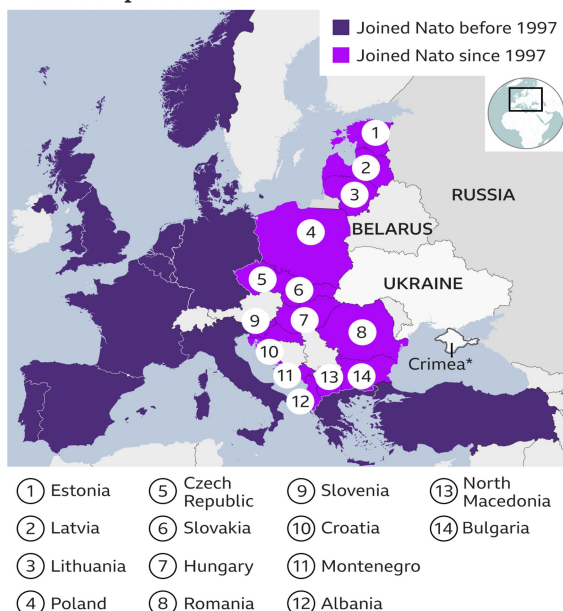 Joined Nato before 1997
Joined Nato since 1997
1
2
3
RUSSIA
4
BELARUS
5
6
UKRAINE
7
8
9
10
Crimea*
11
13
14
12
1 Estonia
5 Czech
Republic
9 Slovenia
13 North
Macedonia
2 Latvia
6 Slovakia
10 Croatia
14 Bulgaria
3 Lithuania
7 Hungary
11 Montenegro
4 Poland
8 Romania
12 Albania